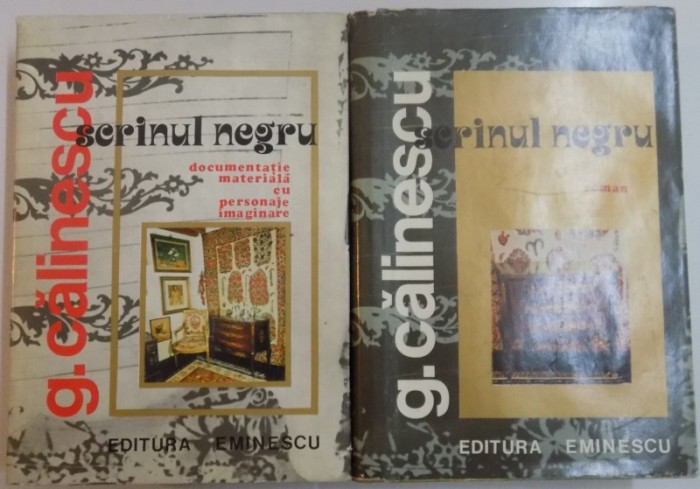 g. călinescu
scrinul negru
documentație
materială
cu
personaje
imaginare
EDITURA EMINESCU
g. călinescu
scrinul negru
roman
EDITURA EMINESCU